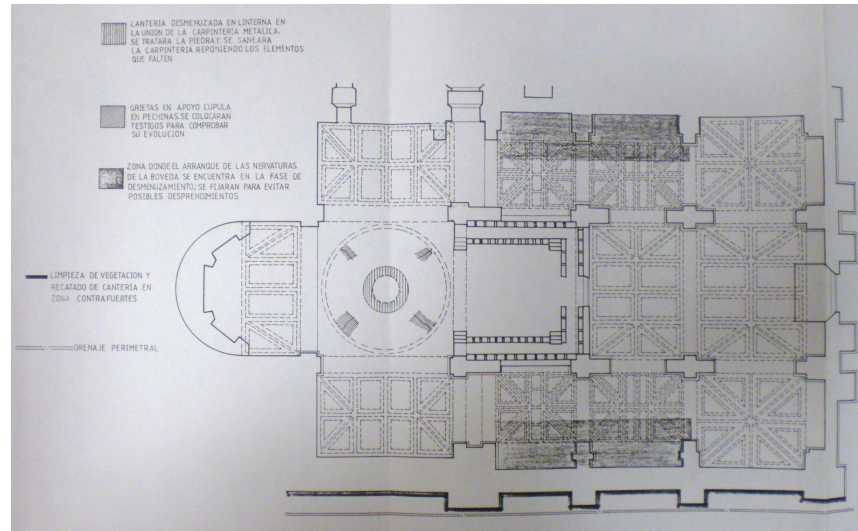 CANTERIA DESMENUZADA EN LINTERNA EN
LA UNION DE LA CARPINTERIA METALICA.
SE TRATARA LA PIEDRA Y SE SANEARA
LA CARPINTERIA REPONIENDO LOS ELEMENTOS
QUE FALTEN
GRIETAS EN APOYO CUPULA
EN PECHINAS. SE COLOCARAN
TESTIGOS PARA COMPROBAR
SU EVOLUCION
ZONA DONDE EL ARRANQUE DE LAS NERVATURAS
DE LA BOVEDA SE ENCUENTRA EN LA FASE DE
DESMENUZAMIENTO; SE FIJARAN PARA EVITAR
POSIBLES DESPRENDIMIENTOS
LIMPIEZA DE VEGETACION Y
RECATADO DE CANTERIA EN
ZONA CONTRAFUERTES
DRENAJE PERIMETRAL